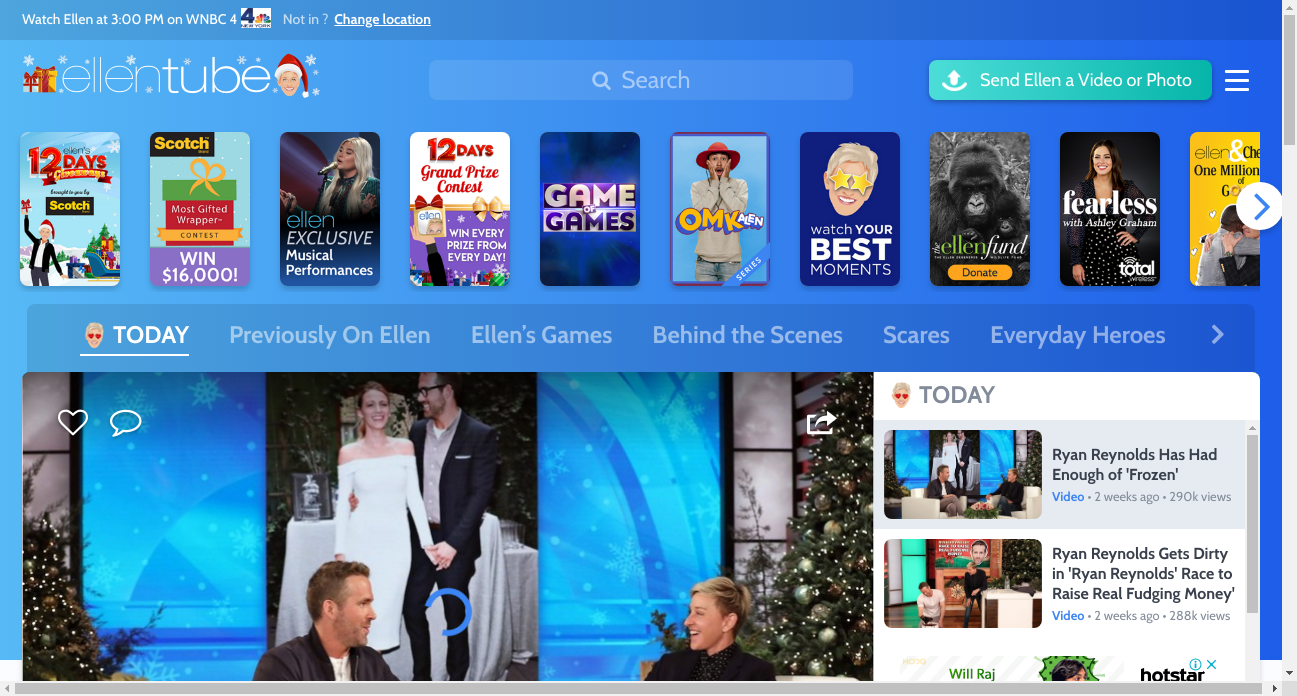 Watch Ellen at 3:00 PM on WNBC 4
4 NEW YORK
Not in ? Change location
ellentube
Search
Send Ellen a Video or Photo
ellen's
12 DAYS
of Giveaways
brought to you by
Scotch
Scotch
Most Gifted
Wrapper
CONTEST
WIN
$16,000!
ellen
EXCLUSIVE
Musical
Performances
12 DAYS
Grand Prize
Contest
ellen
WIN EVERY
PRIZE FROM
EVERY DAY!
GAME
OF
GAMES
OMKalen
SERIES
watch YOUR
BEST
MOMENTS
the ellenfund
Donate
fearless
with Ashley Graham
total
wireless
ellen & Che
One Million
of
TODAY
Previously On Ellen
Ellen's Games
Behind the Scenes
Scares
Everyday Heroes
TODAY
Ryan Reynolds Has Had
Enough of 'Frozen'
Video • 2 weeks ago • 290k views
Ryan Reynolds Gets Dirty
in 'Ryan Reynolds' Race to
Raise Real Fudging Money'
Video • 2 weeks ago • 288k views
Will Raj
hotstar